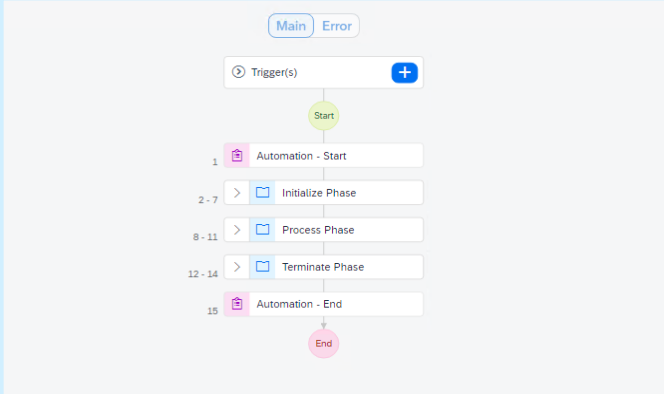 Main Error
Trigger(s)
Start
1 Automation - Start
2 - 7 Initialize Phase
8 - 11 Process Phase
12 - 14 Terminate Phase
15 Automation - End
End